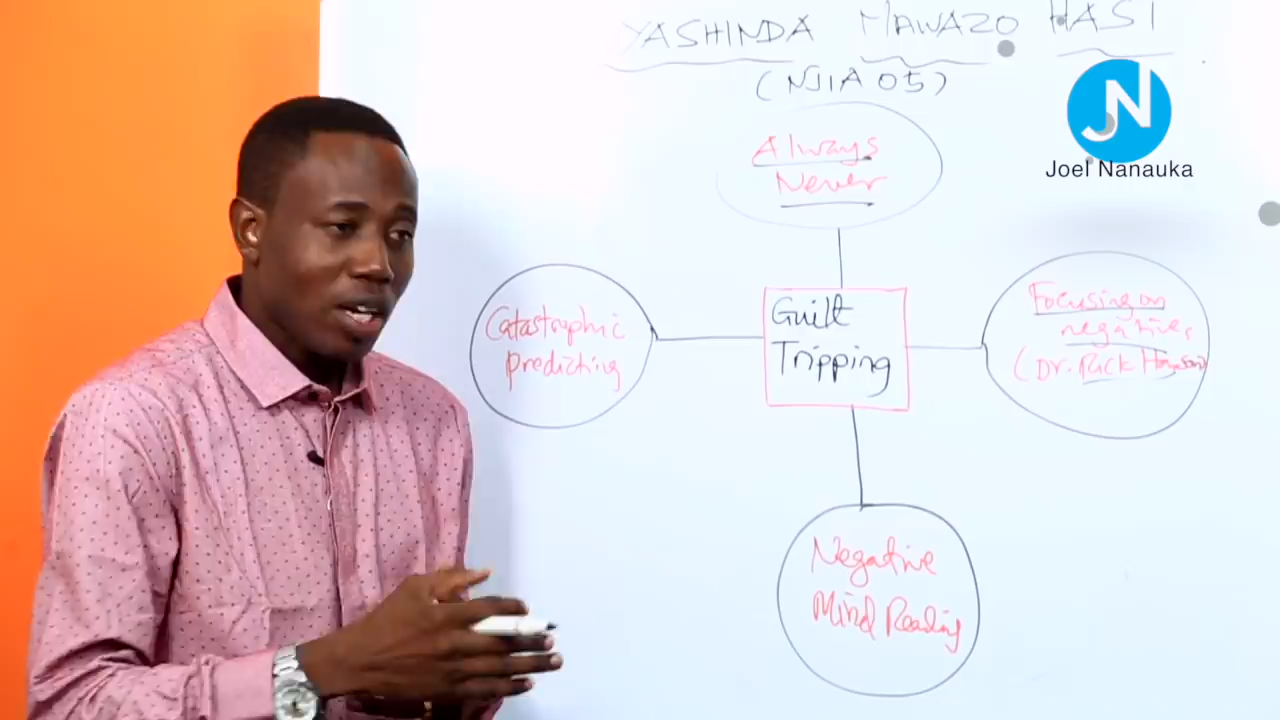 YASHINDA MAWAZO HASI
(NJIA 05)
JN
Joel Nanauka
Always
Never
Catastrophic
predicting
Guilt
Tripping
Focusing on
negatives
(Dr. Rick
Negative
Mind Reading